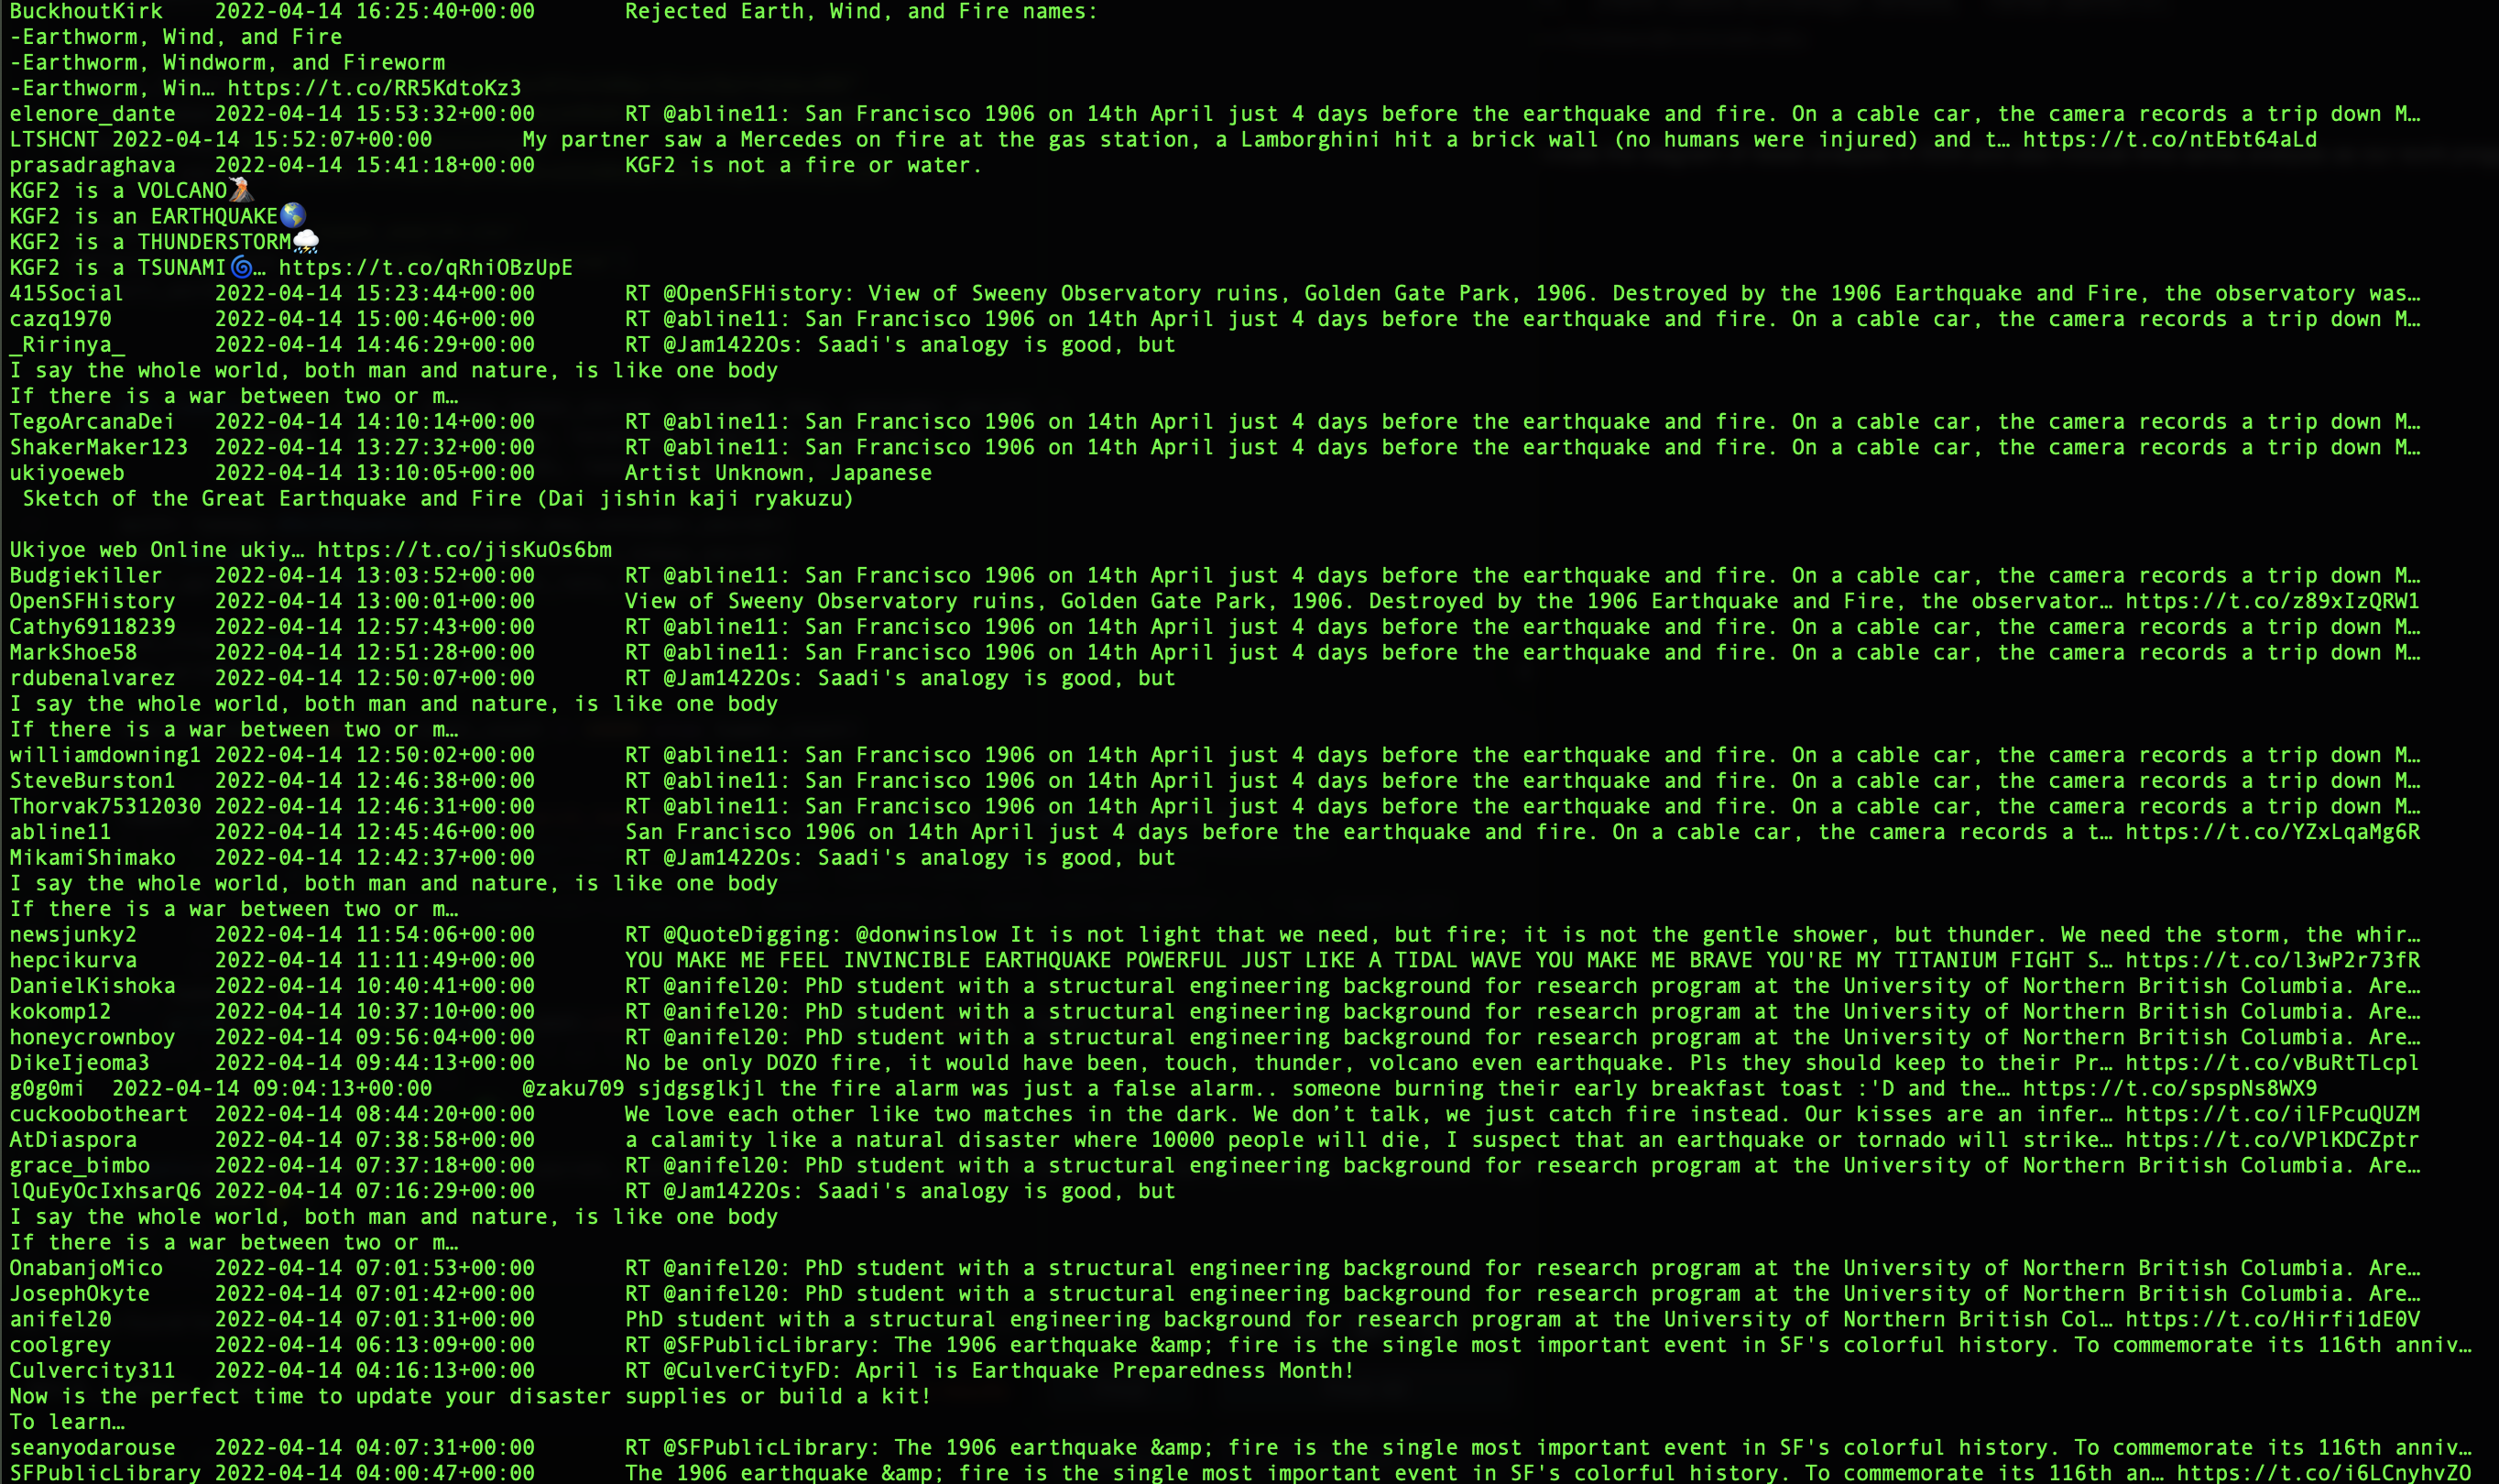 BuckhoutKirk 2022-04-14 16:25:40+00:00 Rejected Earth, Wind, and Fire names:
-Earthworm, Wind, and Fire
-Earthworm, Windworm, and Fireworm
-Earthworm, Win… https://t.co/RR5KdtoKz3
elenore_dante 2022-04-14 15:53:32+00:00 RT @abline11: San Francisco 1906 on 14th April just 4 days before the earthquake and fire. On a cable car, the camera records a trip down M…
LTSHCNT 2022-04-14 15:52:07+00:00 My partner saw a Mercedes on fire at the gas station, a Lamborghini hit a brick wall (no humans were injured) and t… https://t.co/ntEbt64aLd
prasadraghava 2022-04-14 15:41:18+00:00 KGF2 is not a fire or water.
KGF2 is a VOLCANO🌋
KGF2 is an EARTHQUAKE🌎
KGF2 is a THUNDERSTORM⛈
KGF2 is a TSUNAMI🌀… https://t.co/qRhiOBzUpE
415Social 2022-04-14 15:23:44+00:00 RT @OpenSFHistory: View of Sweeny Observatory ruins, Golden Gate Park, 1906. Destroyed by the 1906 Earthquake and Fire, the observatory was…
cazq1970 2022-04-14 15:00:46+00:00 RT @abline11: San Francisco 1906 on 14th April just 4 days before the earthquake and fire. On a cable car, the camera records a trip down M…
_Ririnya_ 2022-04-14 14:46:29+00:00 RT @Jam1422Os: Saadi's analogy is good, but
I say the whole world, both man and nature, is like one body
If there is a war between two or m…
TegoArcanaDei 2022-04-14 14:10:14+00:00 RT @abline11: San Francisco 1906 on 14th April just 4 days before the earthquake and fire. On a cable car, the camera records a trip down M…
ShakerMaker123 2022-04-14 13:27:32+00:00 RT @abline11: San Francisco 1906 on 14th April just 4 days before the earthquake and fire. On a cable car, the camera records a trip down M…
ukiyoeweb 2022-04-14 13:10:05+00:00 Artist Unknown, Japanese
Sketch of the Great Earthquake and Fire (Dai jishin kaji ryakuzu)
Ukiyoe web Online ukiy… https://t.co/jisKuOs6bm
Budgiekiller 2022-04-14 13:03:52+00:00 RT @abline11: San Francisco 1906 on 14th April just 4 days before the earthquake and fire. On a cable car, the camera records a trip down M…
OpenSFHistory 2022-04-14 13:00:01+00:00 View of Sweeny Observatory ruins, Golden Gate Park, 1906. Destroyed by the 1906 Earthquake and Fire, the observator… https://t.co/z89xIzQRW1
Cathy69118239 2022-04-14 12:57:43+00:00 RT @abline11: San Francisco 1906 on 14th April just 4 days before the earthquake and fire. On a cable car, the camera records a trip down M…
MarkShoe58 2022-04-14 12:51:28+00:00 RT @abline11: San Francisco 1906 on 14th April just 4 days before the earthquake and fire. On a cable car, the camera records a trip down M…
rdubenalvarez 2022-04-14 12:50:07+00:00 RT @Jam1422Os: Saadi's analogy is good, but
I say the whole world, both man and nature, is like one body
If there is a war between two or m…
williamdowning1 2022-04-14 12:50:02+00:00 RT @abline11: San Francisco 1906 on 14th April just 4 days before the earthquake and fire. On a cable car, the camera records a trip down M…
SteveBurston1 2022-04-14 12:46:38+00:00 RT @abline11: San Francisco 1906 on 14th April just 4 days before the earthquake and fire. On a cable car, the camera records a trip down M…
Thorvak75312030 2022-04-14 12:46:31+00:00 RT @abline11: San Francisco 1906 on 14th April just 4 days before the earthquake and fire. On a cable car, the camera records a trip down M…
abline11 2022-04-14 12:45:46+00:00 San Francisco 1906 on 14th April just 4 days before the earthquake and fire. On a cable car, the camera records a t… https://t.co/YZxLqaMg6R
MikamiShimako 2022-04-14 12:42:37+00:00 RT @Jam1422Os: Saadi's analogy is good, but
I say the whole world, both man and nature, is like one body
If there is a war between two or m…
newsjunky2 2022-04-14 11:54:06+00:00 RT @QuoteDigging: @donwinslow It is not light that we need, but fire; it is not the gentle shower, but thunder. We need the storm, the whir…
hepcikurva 2022-04-14 11:11:49+00:00 YOU MAKE ME FEEL INVINCIBLE EARTHQUAKE POWERFUL JUST LIKE A TIDAL WAVE YOU MAKE ME BRAVE YOU'RE MY TITANIUM FIGHT S… https://t.co/l3wP2r73fR
DanielKishoka 2022-04-14 10:40:41+00:00 RT @anifel20: PhD student with a structural engineering background for research program at the University of Northern British Columbia. Are…
kokomp12 2022-04-14 10:37:10+00:00 RT @anifel20: PhD student with a structural engineering background for research program at the University of Northern British Columbia. Are…
honeycrownboy 2022-04-14 09:56:04+00:00 RT @anifel20: PhD student with a structural engineering background for research program at the University of Northern British Columbia. Are…
DikeIjeoma3 2022-04-14 09:44:13+00:00 No be only DOZO fire, it would have been, touch, thunder, volcano even earthquake. Pls they should keep to their Pr… https://t.co/vBuRtTLcpl
g0g0mi 2022-04-14 09:04:13+00:00 @zaku709 sjdgsglkjl the fire alarm was just a false alarm.. someone burning their early breakfast toast :'D and the… https://t.co/spspNs8WX9
cuckoobotheart 2022-04-14 08:44:20+00:00 We love each other like two matches in the dark. We don’t talk, we just catch fire instead. Our kisses are an infer… https://t.co/ilFPcuQUZM
AtDiaspora 2022-04-14 07:38:58+00:00 a calamity like a natural disaster where 10000 people will die, I suspect that an earthquake or tornado will strike… https://t.co/VPlKDCZptr
grace_bimbo 2022-04-14 07:37:18+00:00 RT @anifel20: PhD student with a structural engineering background for research program at the University of Northern British Columbia. Are…
lQuEyOcIxhsarQ6 2022-04-14 07:16:29+00:00 RT @Jam1422Os: Saadi's analogy is good, but
I say the whole world, both man and nature, is like one body
If there is a war between two or m…
OnabanjoMico 2022-04-14 07:01:53+00:00 RT @anifel20: PhD student with a structural engineering background for research program at the University of Northern British Columbia. Are…
JosephOkyte 2022-04-14 07:01:42+00:00 RT @anifel20: PhD student with a structural engineering background for research program at the University of Northern British Columbia. Are…
anifel20 2022-04-14 07:01:31+00:00 PhD student with a structural engineering background for research program at the University of Northern British Col… https://t.co/Hirfi1dE0V
coolgrey 2022-04-14 06:13:09+00:00 RT @SFPublicLibrary: The 1906 earthquake &amp; fire is the single most important event in SF's colorful history. To commemorate its 116th anniv…
Culvercity311 2022-04-14 04:16:13+00:00 RT @CulverCityFD: April is Earthquake Preparedness Month!
Now is the perfect time to update your disaster supplies or build a kit!
To learn…
seanyodarouse 2022-04-14 04:07:31+00:00 RT @SFPublicLibrary: The 1906 earthquake &amp; fire is the single most important event in SF's colorful history. To commemorate its 116th anniv…
SFPublicLibrary 2022-04-14 04:00:47+00:00 The 1906 earthquake &amp; fire is the single most important event in SF's colorful history. To commemorate its 116th an… https://t.co/i6LCnyhvZO